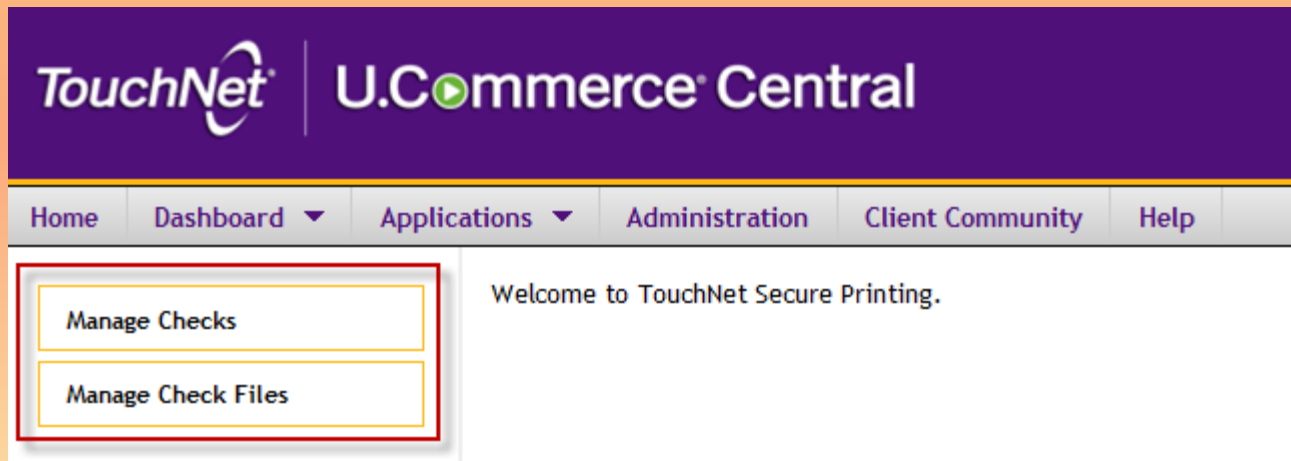 TouchNet® U.Commerce® Central
Home Dashboard Applications Administration Client Community Help
Manage Checks
Manage Check Files
Welcome to TouchNet Secure Printing.